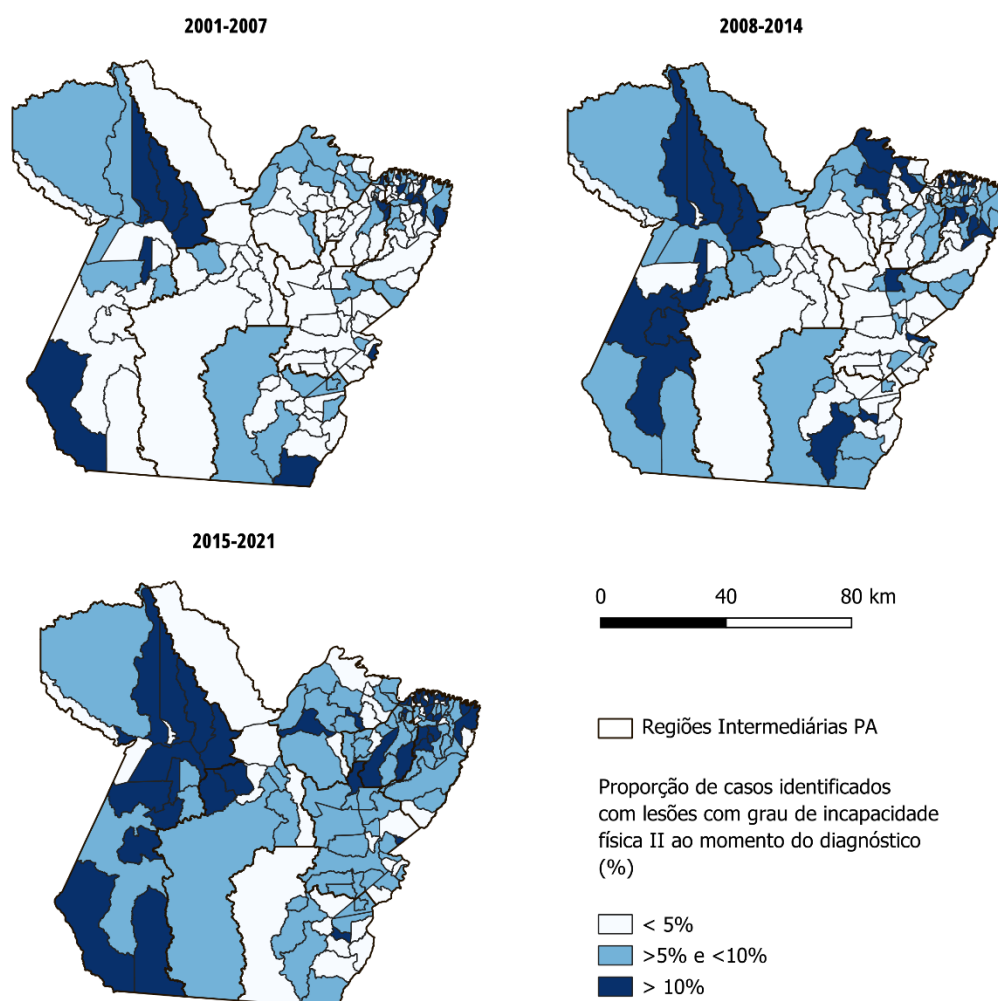 2001-2007
2008-2014
2015-2021
0 40 80 km
Regiões Intermediárias PA
Proporção de casos identificados
com lesões com grau de incapacidade
física II ao momento do diagnóstico
(%)
< 5%
>5% e <10%
> 10%